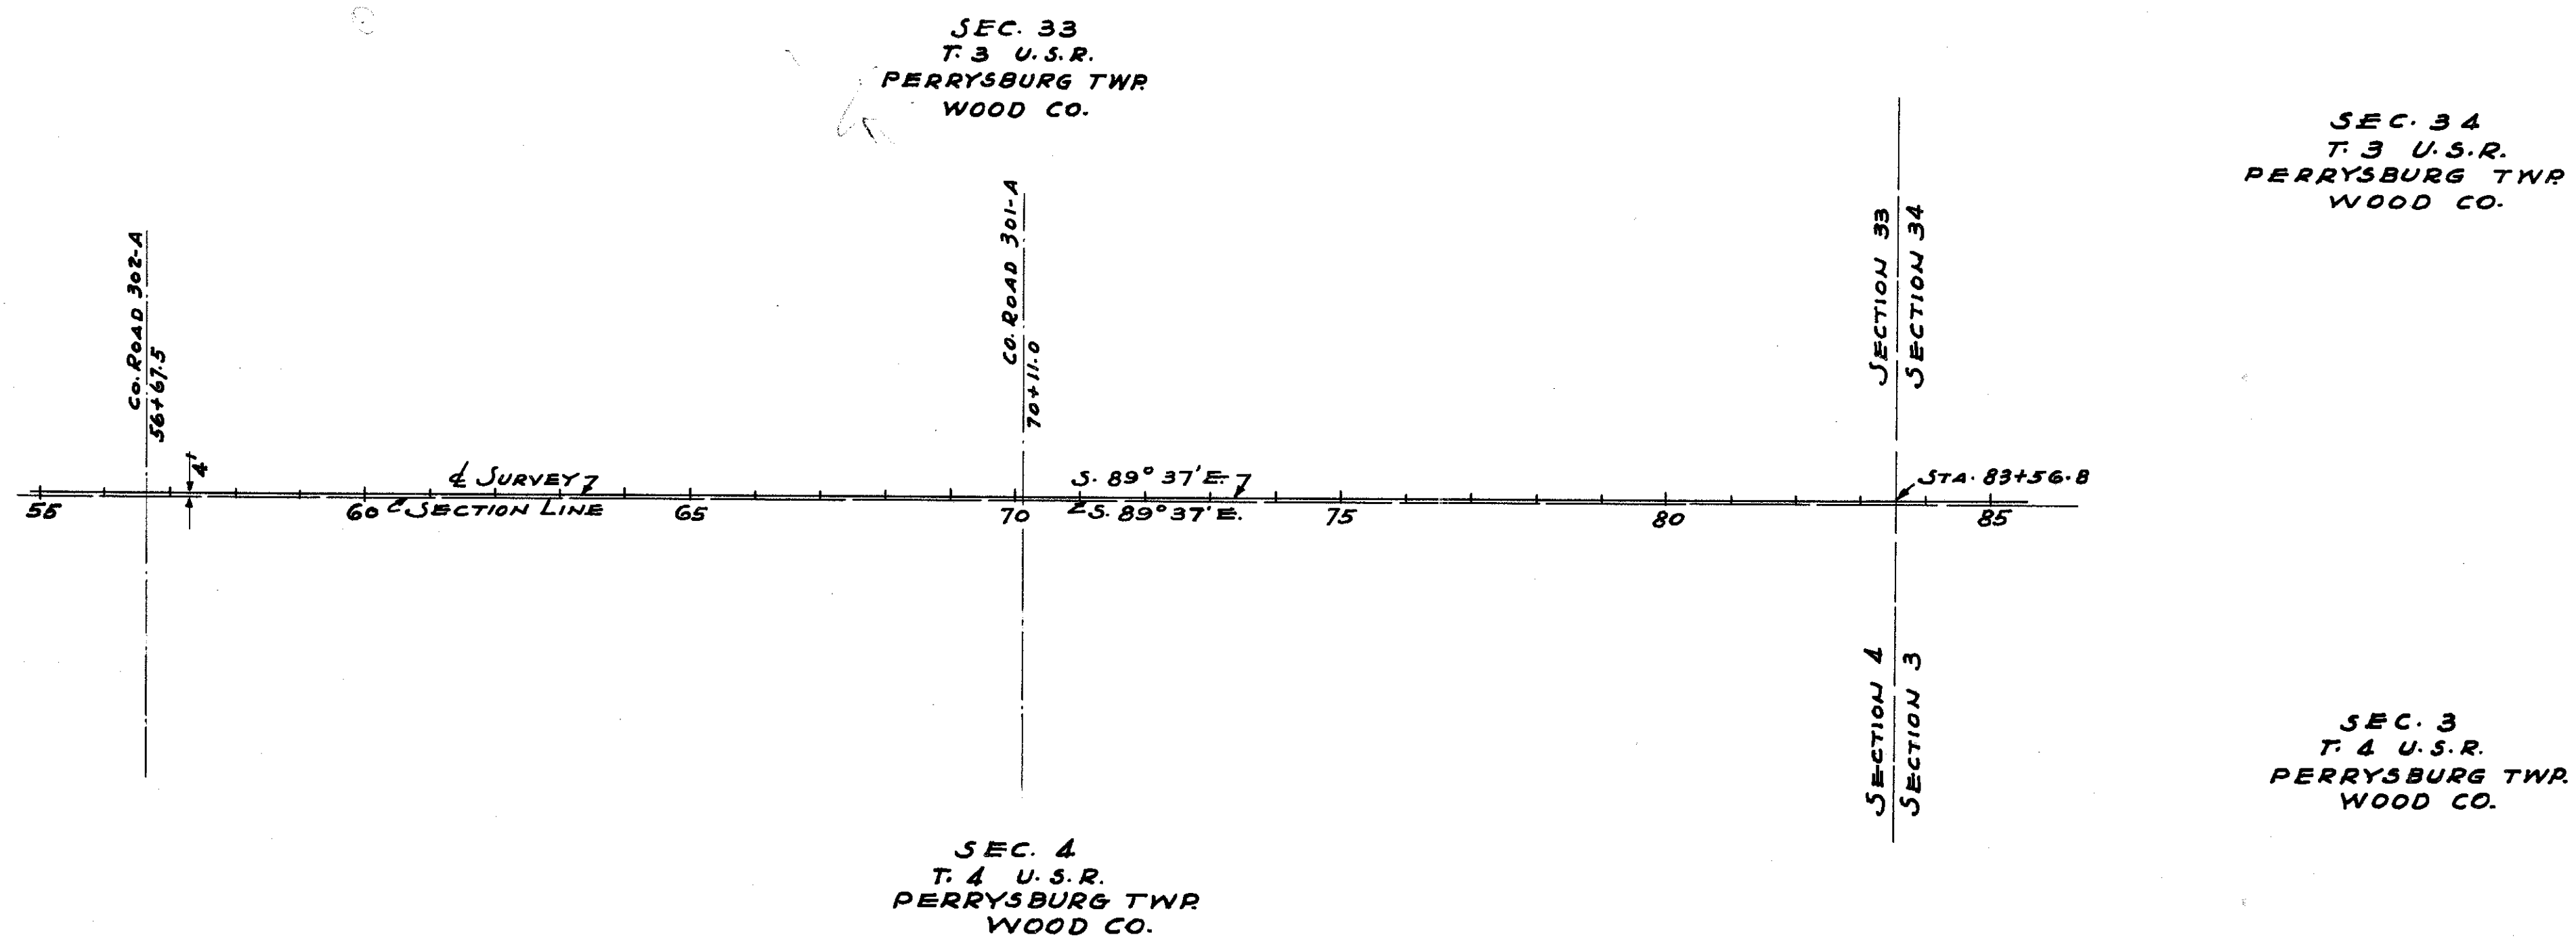 SEC. 33
T. 3 U.S.R.
PERRYSBURG TWP.
WOOD CO.
SEC. 34
T. 3 U.S.R.
PERRYSBURG TWP.
WOOD CO.
CO. ROAD 302-A
56+67.5
CO. ROAD 301-A
70+11.0
SECTION 33
SECTION 34
4'
℄ SURVEY
S. 89° 37' E.
STA. 83+56.8
55
60
SECTION LINE
65
70
S. 89° 37' E.
75
80
85
SECTION 4
SECTION 3
SEC. 3
T. 4 U.S.R.
PERRYSBURG TWP.
WOOD CO.
SEC. 4
T. 4 U.S.R.
PERRYSBURG TWP.
WOOD CO.